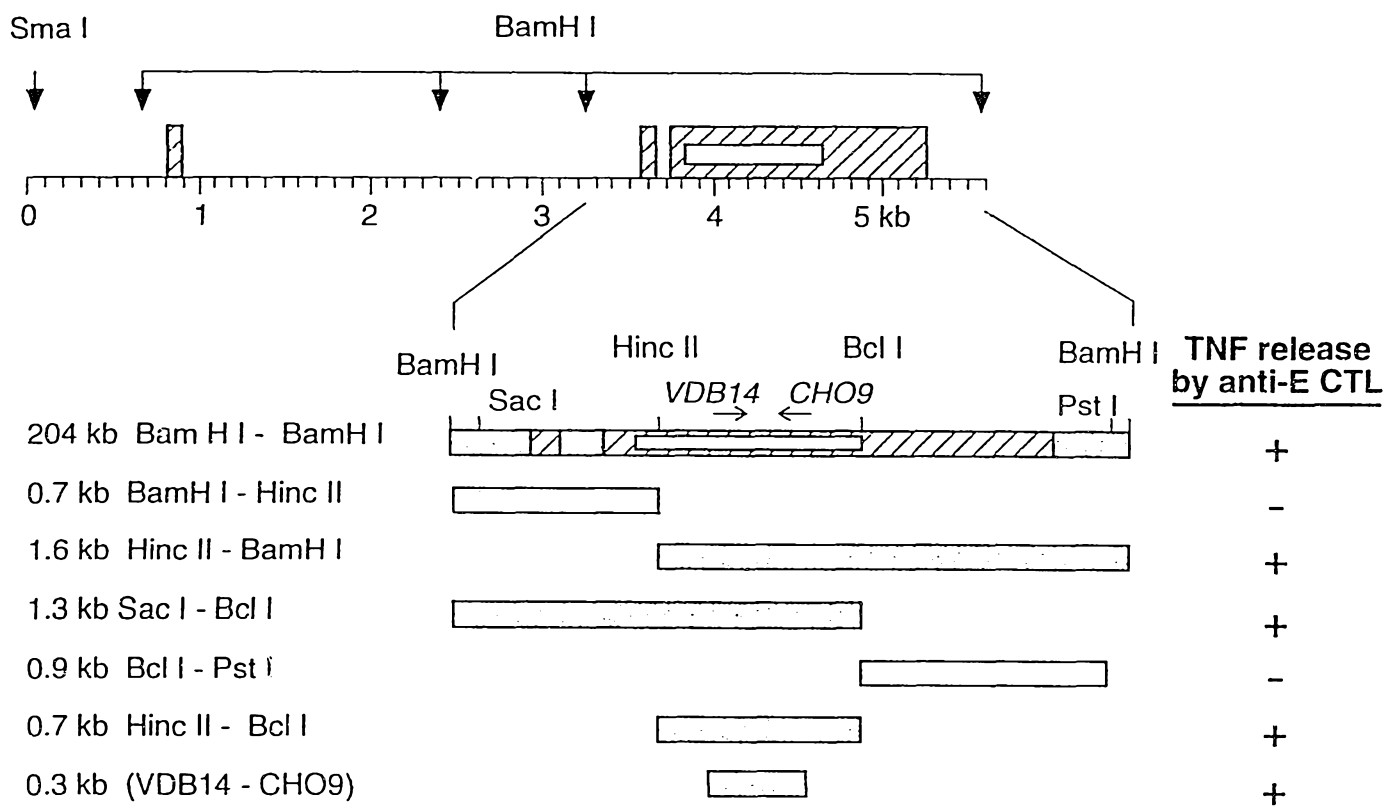 Sma I
BamH I
0 1 2 3 4 5 kb
BamH I
Sac I
Hinc II
VDB14
CHO9
Bcl I
BamH I
Pst I
TNF release
by anti-E CTL
204 kb Bam H I - BamH I +
0.7 kb BamH I - Hinc II -
1.6 kb Hinc II - BamH I +
1.3 kb Sac I - Bcl I +
0.9 kb Bcl I - Pst I -
0.7 kb Hinc II - Bcl I +
0.3 kb (VDB14 - CHO9) +